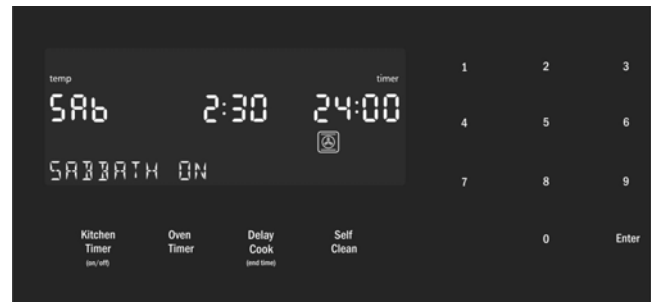 temp timer
SAb 2:30 24:00
SABBATH ON
1 2 3
4 5 6
7 8 9
0 Enter
Kitchen Timer (on/off)
Oven Timer
Delay Cook (end time)
Self Clean